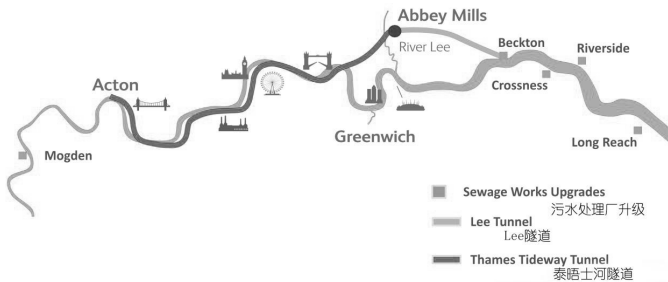 Abbey Mills
River Lee
Beckton
Riverside
Acton
Crossness
Greenwich
Long Reach
Mogden
Sewage Works Upgrades
污水处理厂升级
Lee Tunnel
Lee隧道
Thames Tideway Tunnel
泰晤士河隧道